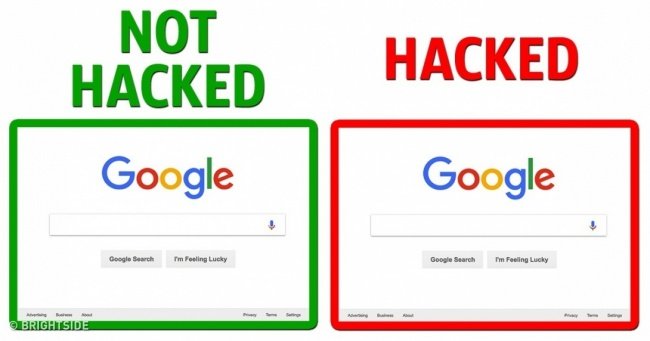 NOT
HACKED
HACKED
Google
Google Search
I'm Feeling Lucky
Advertising Business About
Privacy Terms Settings
Google
Google Search
I'm Feeling Lucky
Advertising Business About
Privacy Terms Settings
© BRIGHTSIDE